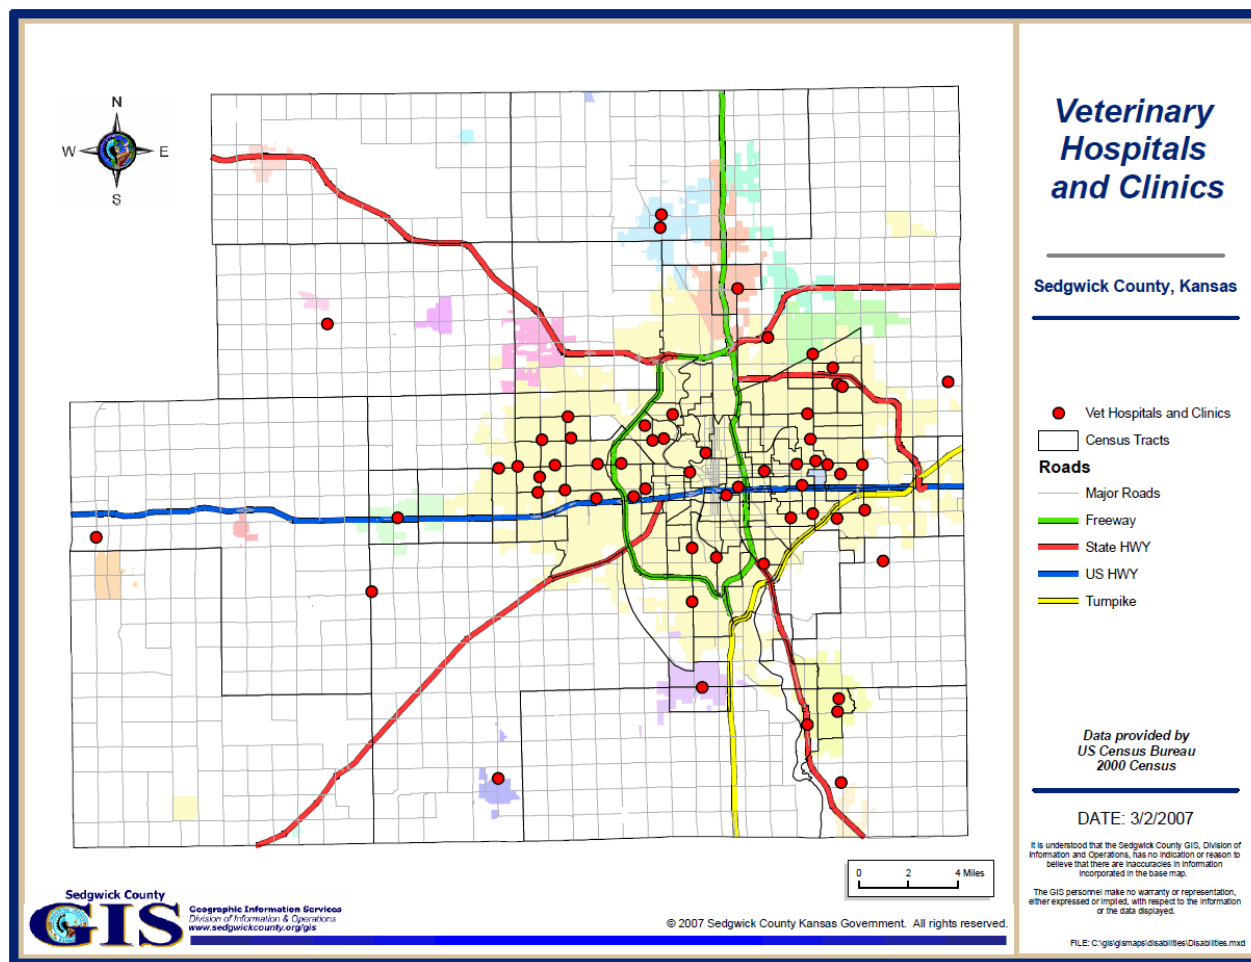 N
W
E
S
Veterinary
Hospitals
and Clinics
Sedgwick County, Kansas
Vet Hospitals and Clinics
Census Tracts
Roads
Major Roads
Freeway
State HWY
US HWY
Turnpike
Data provided by
US Census Bureau
2000 Census
DATE: 3/2/2007
It is understood that the Sedgwick County GIS, Division of
Information and Operations, has no indication or reason to
believe that there are inaccuracies in information
incorporated in the base map.
The GIS personnel make no warranty or representation,
either expressed or implied, with respect to the information
or the data displayed.
FILE: C:\gis\gismaps\disabilities\Disabilities.mxd
0 2 4 Miles
Sedgwick County
GIS
Geographic Information Services
Division of Information & Operations
www.sedgwickcounty.org/gis
© 2007 Sedgwick County Kansas Government. All rights reserved.